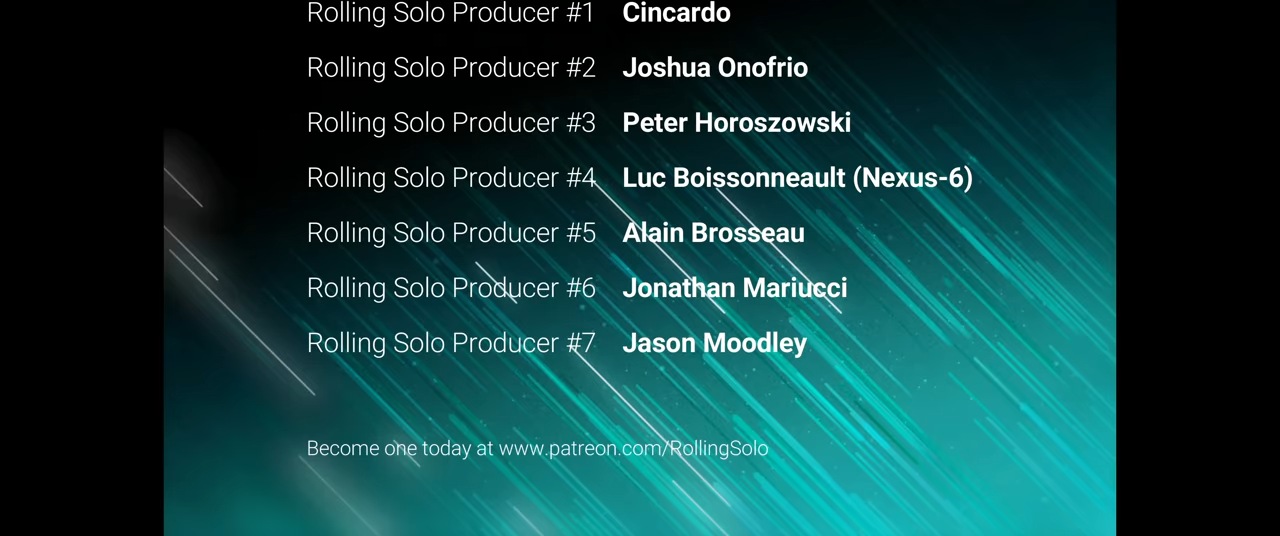 Rolling Solo Producer #1 Cincardo
Rolling Solo Producer #2 Joshua Onofrio
Rolling Solo Producer #3 Peter Horoszowski
Rolling Solo Producer #4 Luc Boissonneault (Nexus-6)
Rolling Solo Producer #5 Alain Brosseau
Rolling Solo Producer #6 Jonathan Mariucci
Rolling Solo Producer #7 Jason Moodley
Become one today at www.patreon.com/RollingSolo